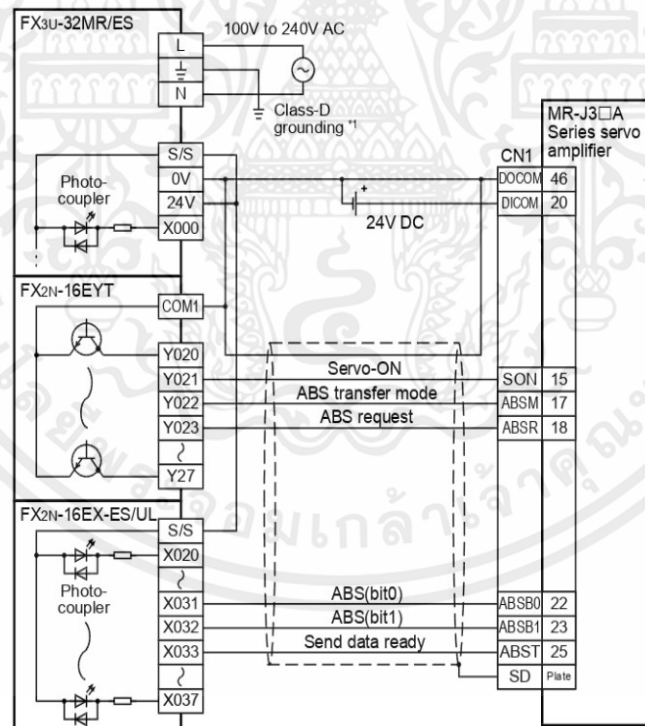 FX3U-32MR/ES
L
100V to 240V AC
N
Class-D
grounding *1
MR-J3□A
Series servo
amplifier
CN1
S/S
0V
24V
X000
Photo-
coupler
24V DC
+
DOCOM 46
DICOM 20
FX2N-16EYT
COM1
Y020
Y021 Servo-ON SON 15
Y022 ABS transfer mode ABSM 17
Y023 ABS request ABSR 18
Y27
FX2N-16EX-ES/UL
S/S
X020
Photo-
coupler
X031 ABS(bit0) ABSB0 22
X032 ABS(bit1) ABSB1 23
X033 Send data ready ABST 25
SD Plate
X037